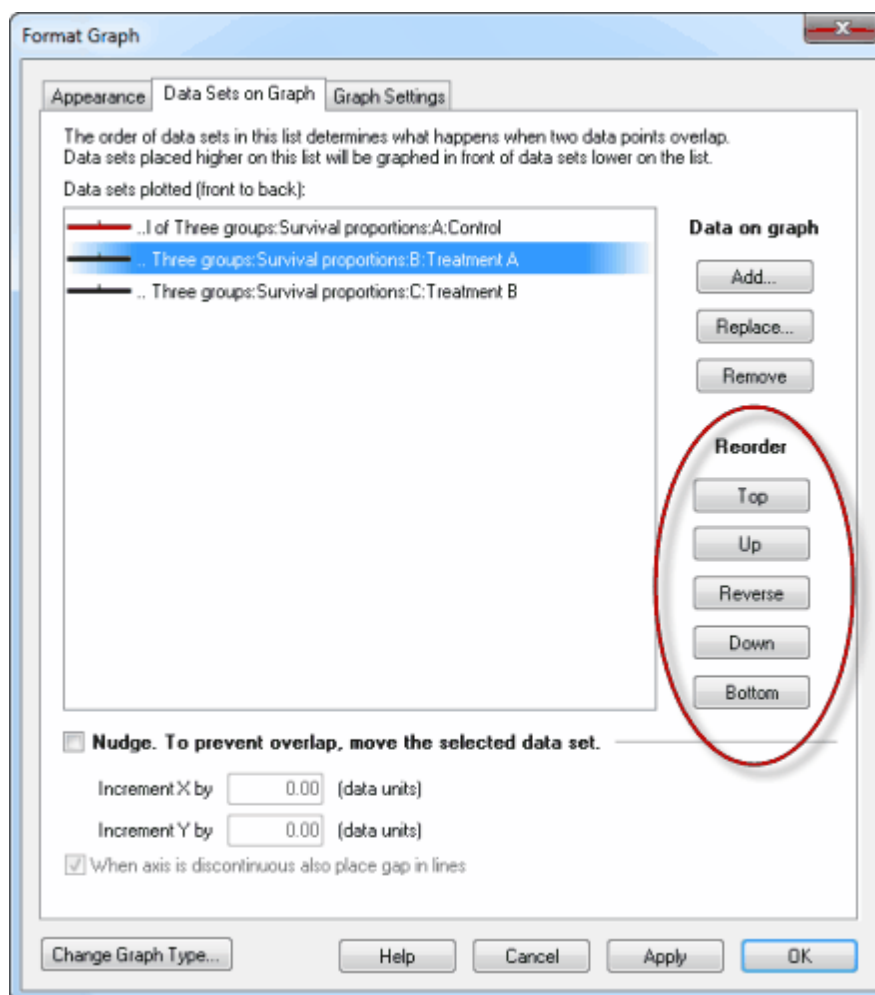 Format Graph
Appearance
Data Sets on Graph
Graph Settings
The order of data sets in this list determines what happens when two data points overlap.
Data sets placed higher on this list will be graphed in front of data sets lower on the list.
Data sets plotted (front to back):
..l of Three groups:Survival proportions:A:Control
.. Three groups:Survival proportions:B:Treatment A
.. Three groups:Survival proportions:C:Treatment B
Data on graph
Add...
Replace...
Remove
Reorder
Top
Up
Reverse
Down
Bottom
Nudge. To prevent overlap, move the selected data set.
Increment X by 0.00 (data units)
Increment Y by 0.00 (data units)
When axis is discontinuous also place gap in lines
Change Graph Type...
Help
Cancel
Apply
OK